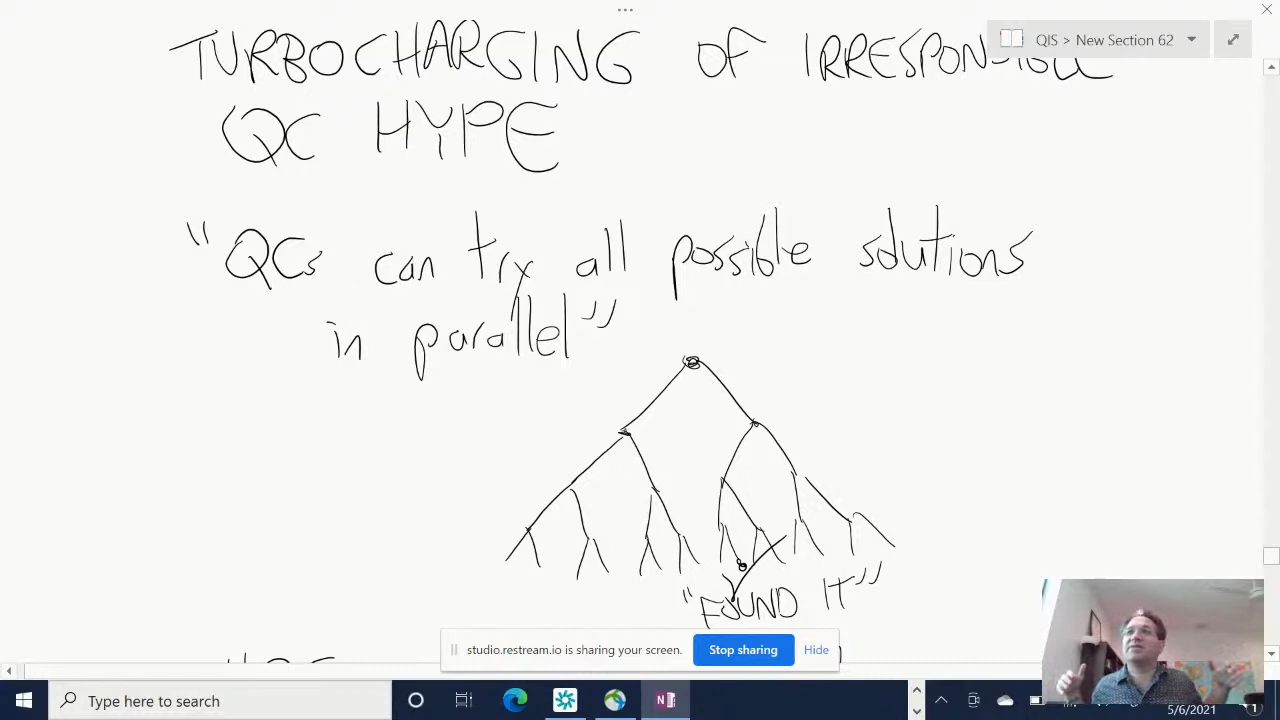 QIS > New Section 62
TURBOCHARGING OF IRRESPONSIBLE
QC HYPE
"QCs can try all possible solutions
in parallel"
"FOUND IT"
studio.restream.io is sharing your screen.
Stop sharing
Hide
Type here to search
5/6/2021
1